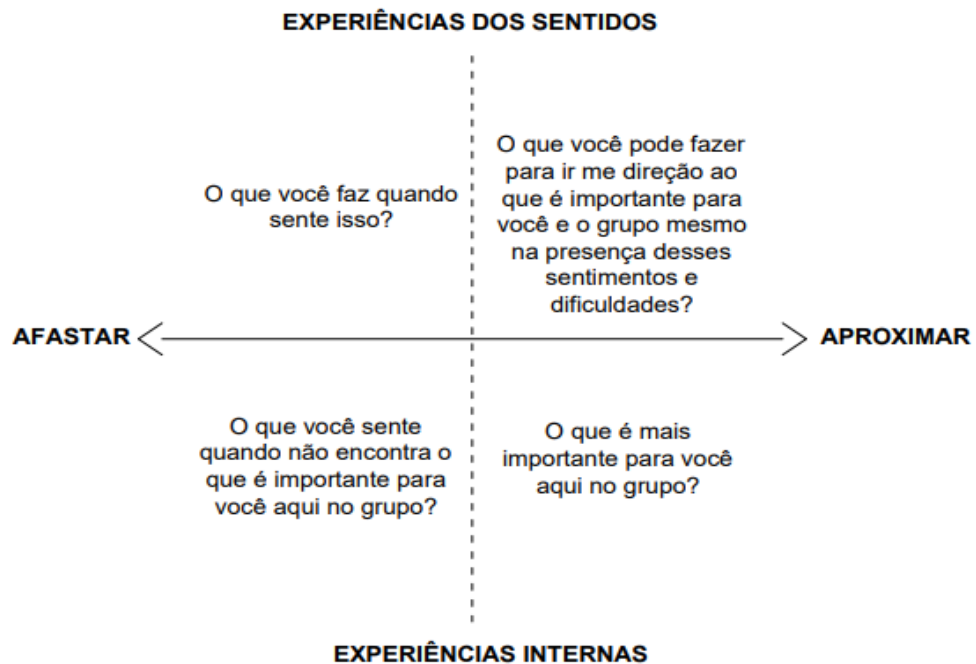 EXPERIÊNCIAS DOS SENTIDOS
O que você faz quando
sente isso?
O que você pode fazer
para ir me direção ao
que é importante para
você e o grupo mesmo
na presença desses
sentimentos e
dificuldades?
AFASTAR
APROXIMAR
O que você sente
quando não encontra o
que é importante para
você aqui no grupo?
O que é mais
importante para você
aqui no grupo?
EXPERIÊNCIAS INTERNAS